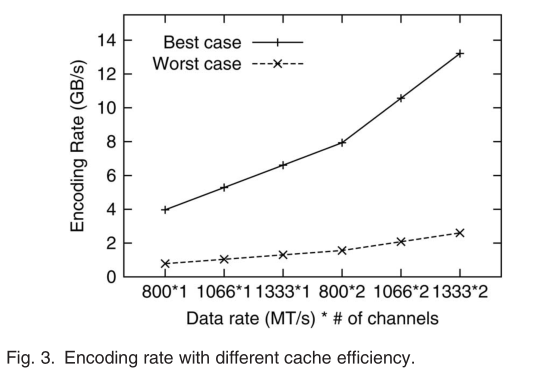 14
12
10
8
6
4
2
0
Encoding Rate (GB/s)
Best case
Worst case
800*1 1066*1 1333*1 800*2 1066*2 1333*2
Data rate (MT/s) * # of channels
Fig. 3. Encoding rate with different cache efficiency.